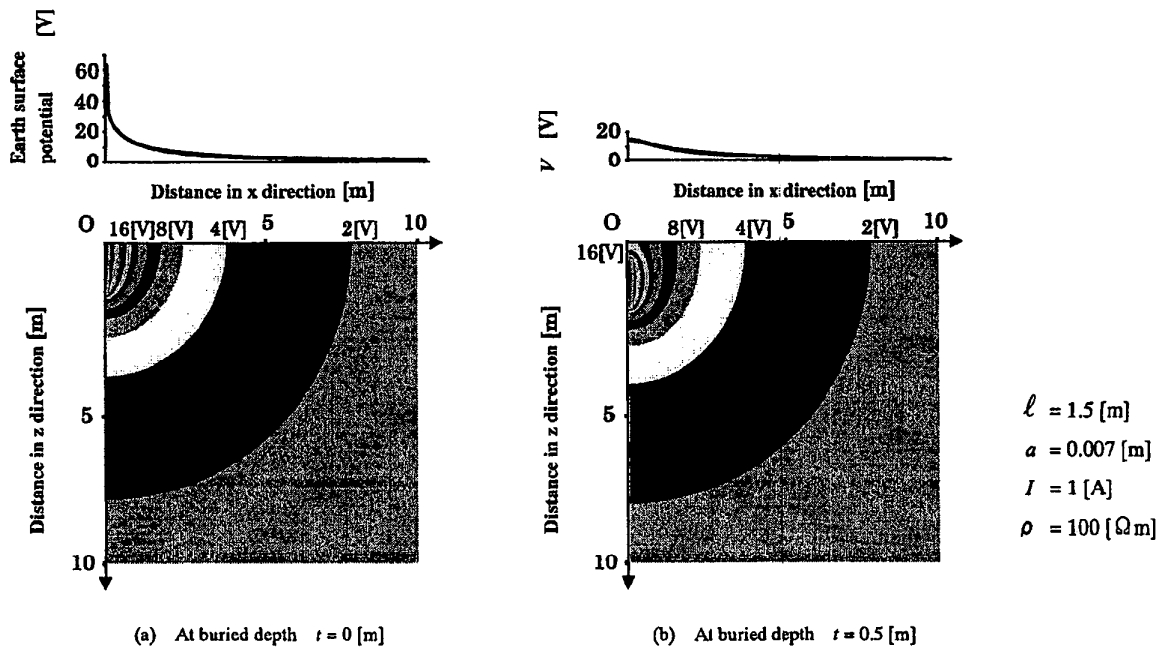 Earth surface
potential [V]
60
40
20
0
Distance in x direction [m]
O 5 10
16[V] 8[V] 4[V] 2[V]
Distance in z direction [m]
5
10
(a) At buried depth t = 0 [m]
V [V]
20
0
Distance in x direction [m]
O 5 10
8[V] 4[V] 2[V]
16[V]
Distance in z direction [m]
5
10
(b) At buried depth t = 0.5 [m]
ℓ = 1.5 [m]
a = 0.007 [m]
I = 1 [A]
ρ = 100 [Ωm]